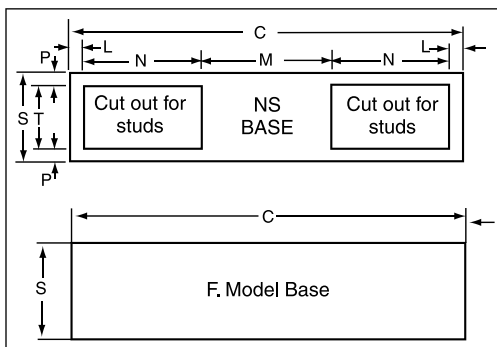 C
P L L
N M N
S T Cut out for studs NS BASE Cut out for studs
P
C
S F. Model Base